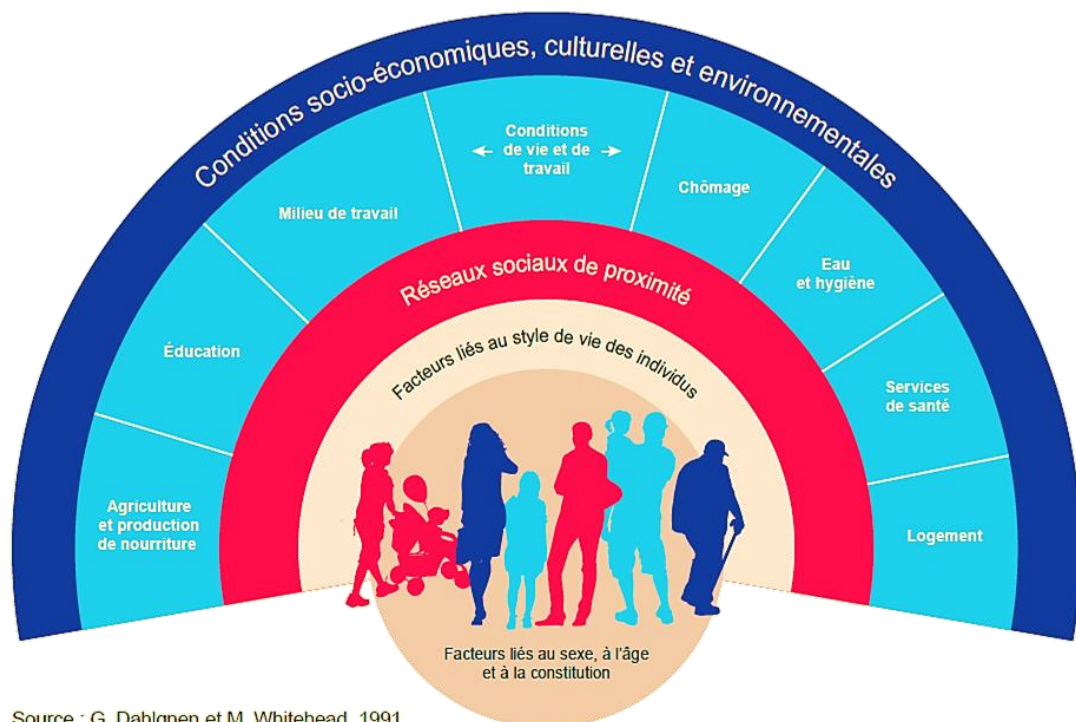 Conditions socio-économiques, culturelles et environnementales
Conditions
de vie et de
travail
Milieu de travail
Chômage
Éducation
Eau
et hygiène
Agriculture
et production
de nourriture
Services
de santé
Logement
Réseaux sociaux de proximité
Facteurs liés au style de vie des individus
Facteurs liés au sexe, à l'âge
et à la constitution
Source : G. Dahlgnen et M. Whitehead, 1991